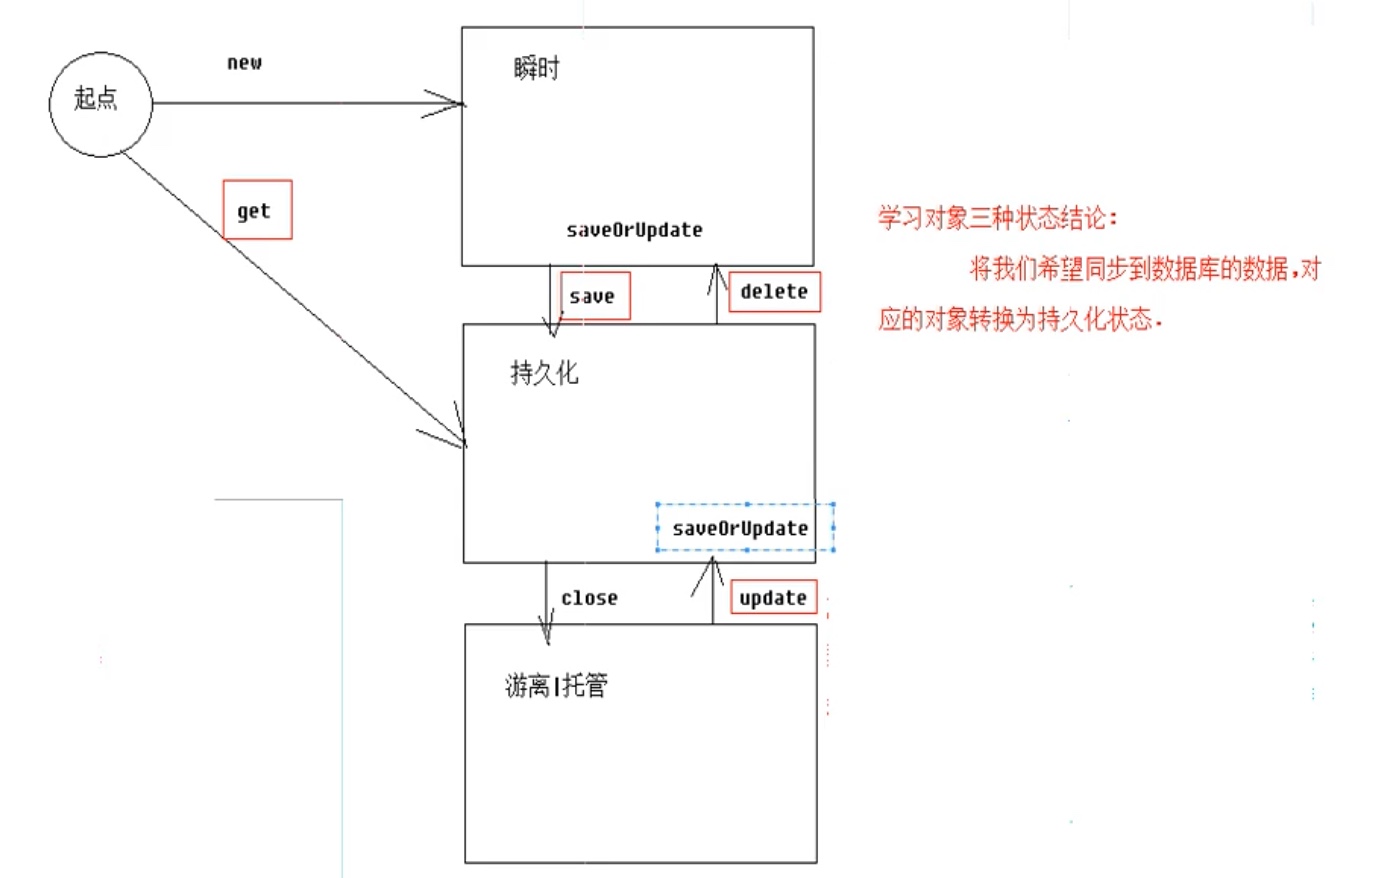 起点
new
get
瞬时
saveOrUpdate
save
delete
持久化
saveOrUpdate
close
update
游离|托管
学习对象三种状态结论:
将我们希望同步到数据库的数据,对
应的对象转换为持久化状态.